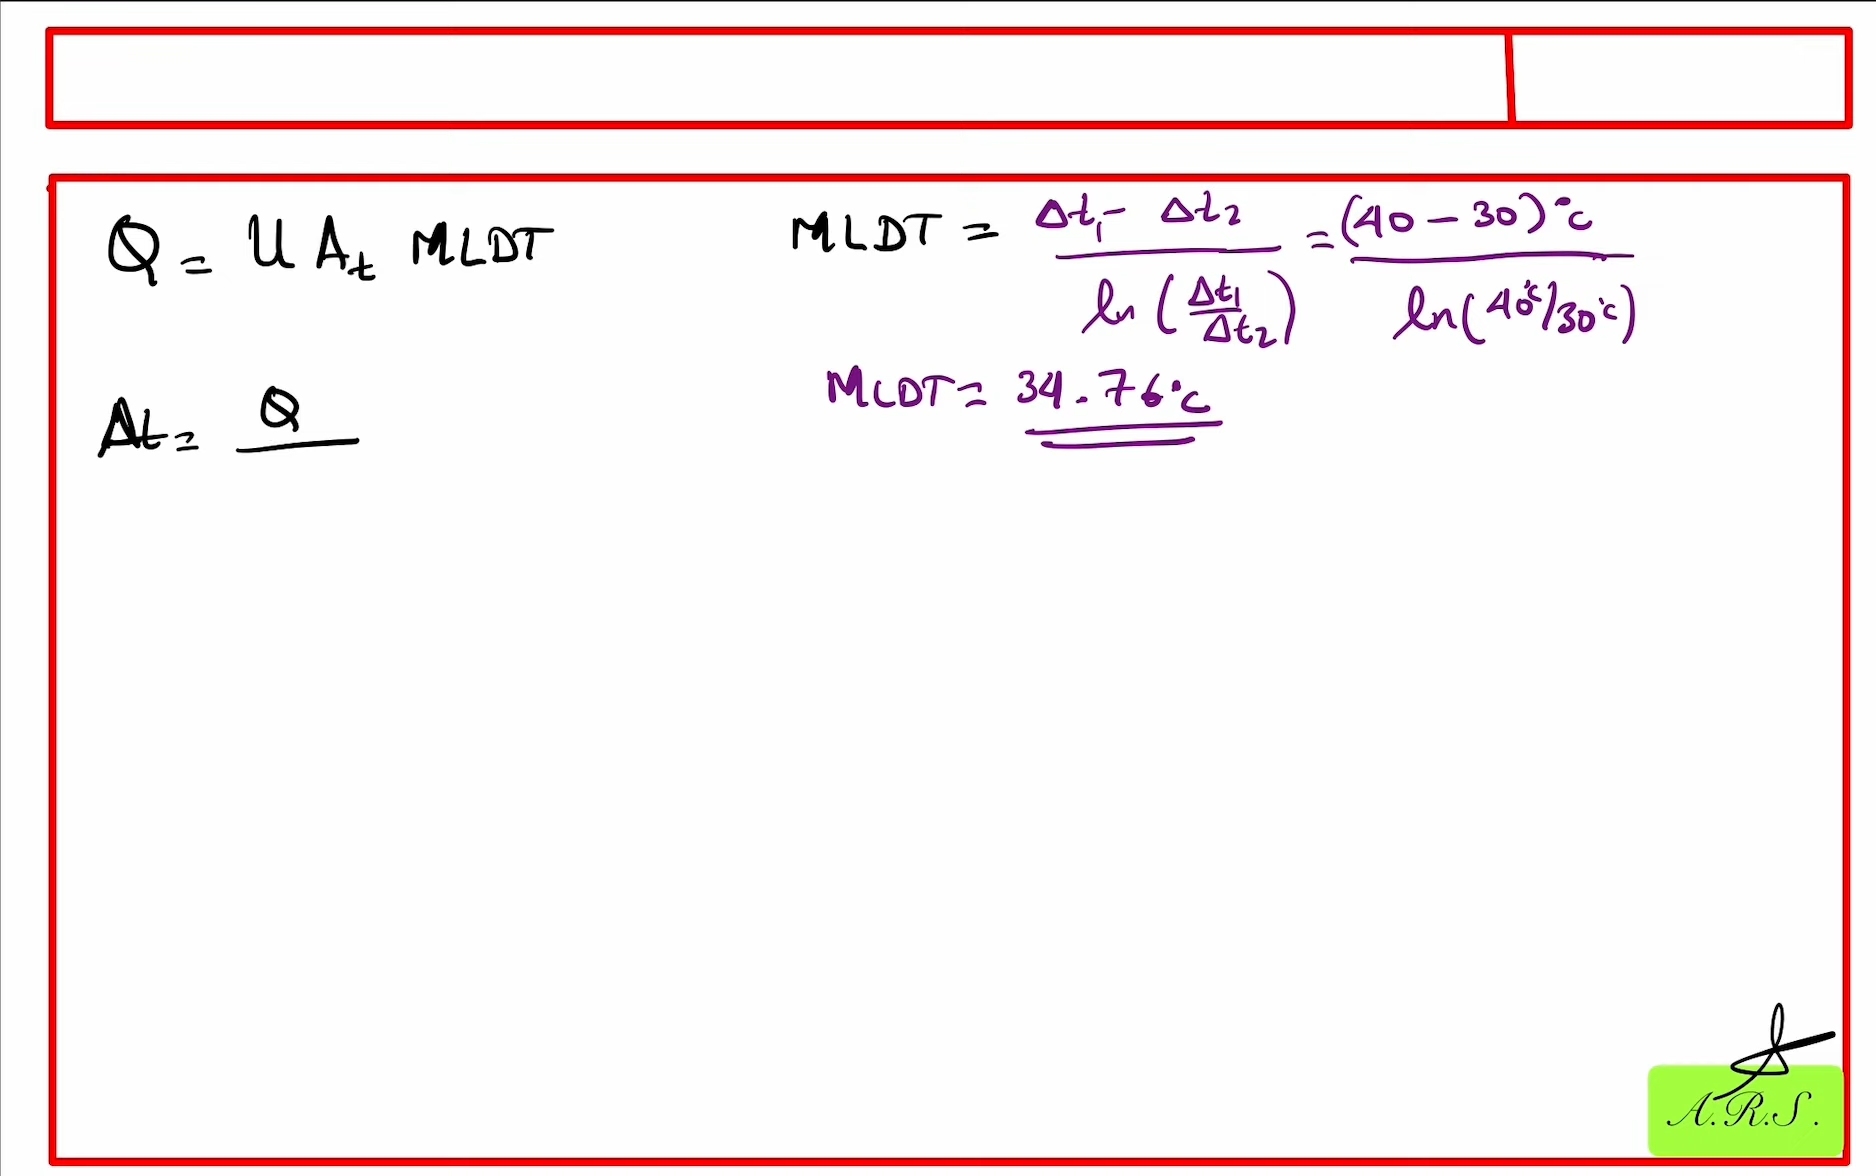 Q = U At MLDT
MLDT = Δt1 - Δt2 / ln (Δt1/Δt2) = (40 - 30)°c / ln(40°c/30°c)
MLDT = 34.76°c
At = Q
A.R.S.